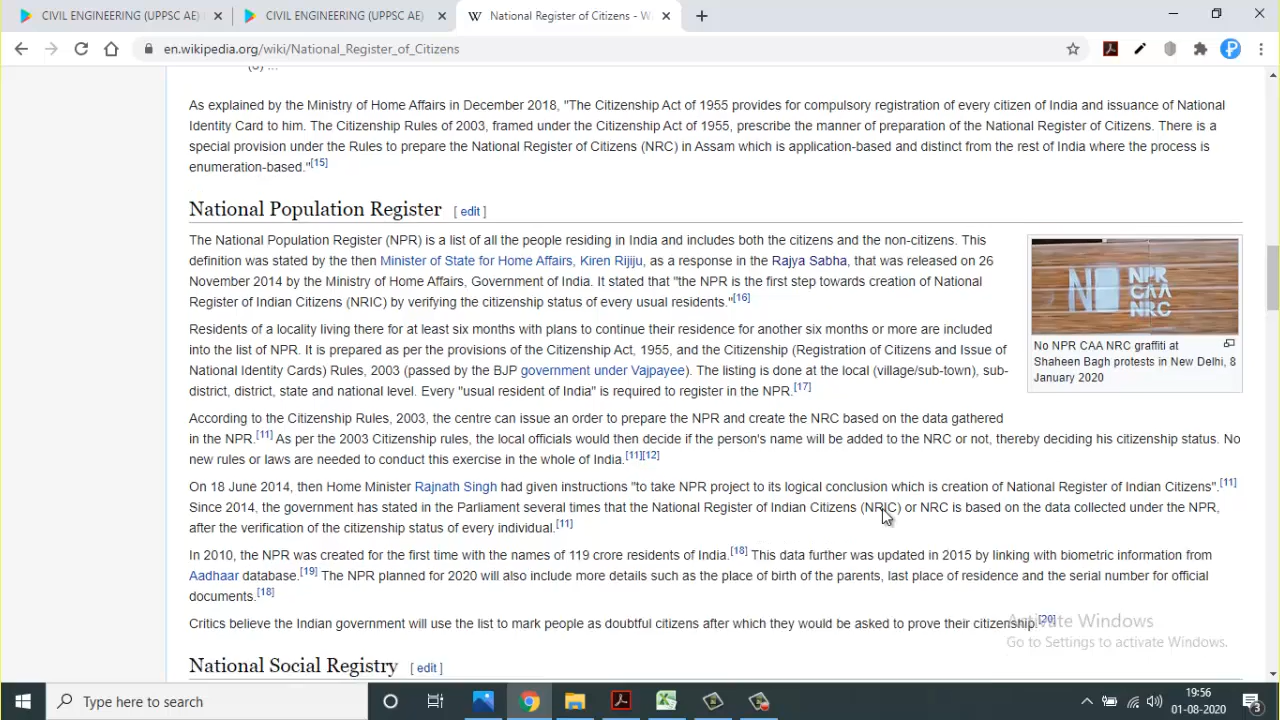 CIVIL ENGINEERING (UPPSC AE)
CIVIL ENGINEERING (UPPSC AE)
National Register of Citizens - W
en.wikipedia.org/wiki/National_Register_of_Citizens
(6) ...
As explained by the Ministry of Home Affairs in December 2018, "The Citizenship Act of 1955 provides for compulsory registration of every citizen of India and issuance of National
Identity Card to him. The Citizenship Rules of 2003, framed under the Citizenship Act of 1955, prescribe the manner of preparation of the National Register of Citizens. There is a
special provision under the Rules to prepare the National Register of Citizens (NRC) in Assam which is application-based and distinct from the rest of India where the process is
enumeration-based."[15]
National Population Register [ edit ]
The National Population Register (NPR) is a list of all the people residing in India and includes both the citizens and the non-citizens. This
definition was stated by the then Minister of State for Home Affairs, Kiren Rijiju, as a response in the Rajya Sabha, that was released on 26
November 2014 by the Ministry of Home Affairs, Government of India. It stated that "the NPR is the first step towards creation of National
Register of Indian Citizens (NRIC) by verifying the citizenship status of every usual residents."[16]
NO NPR
CAA
NRC
No NPR CAA NRC graffiti at
Shaheen Bagh protests in New Delhi, 8
January 2020
Residents of a locality living there for at least six months with plans to continue their residence for another six months or more are included
into the list of NPR. It is prepared as per the provisions of the Citizenship Act, 1955, and the Citizenship (Registration of Citizens and Issue of
National Identity Cards) Rules, 2003 (passed by the BJP government under Vajpayee). The listing is done at the local (village/sub-town), sub-
district, district, state and national level. Every "usual resident of India" is required to register in the NPR.[17]
According to the Citizenship Rules, 2003, the centre can issue an order to prepare the NPR and create the NRC based on the data gathered
in the NPR.[11] As per the 2003 Citizenship rules, the local officials would then decide if the person's name will be added to the NRC or not, thereby deciding his citizenship status. No
new rules or laws are needed to conduct this exercise in the whole of India.[11][12]
On 18 June 2014, then Home Minister Rajnath Singh had given instructions "to take NPR project to its logical conclusion which is creation of National Register of Indian Citizens".[11]
Since 2014, the government has stated in the Parliament several times that the National Register of Indian Citizens (NRIC) or NRC is based on the data collected under the NPR,
after the verification of the citizenship status of every individual.[11]
In 2010, the NPR was created for the first time with the names of 119 crore residents of India.[18] This data further was updated in 2015 by linking with biometric information from
Aadhaar database.[19] The NPR planned for 2020 will also include more details such as the place of birth of the parents, last place of residence and the serial number for official
documents.[18]
Critics believe the Indian government will use the list to mark people as doubtful citizens after which they would be asked to prove their citizenship.[20]
Activate Windows
Go to Settings to activate Windows.
National Social Registry [ edit ]
Type here to search
19:56
01-08-2020
3